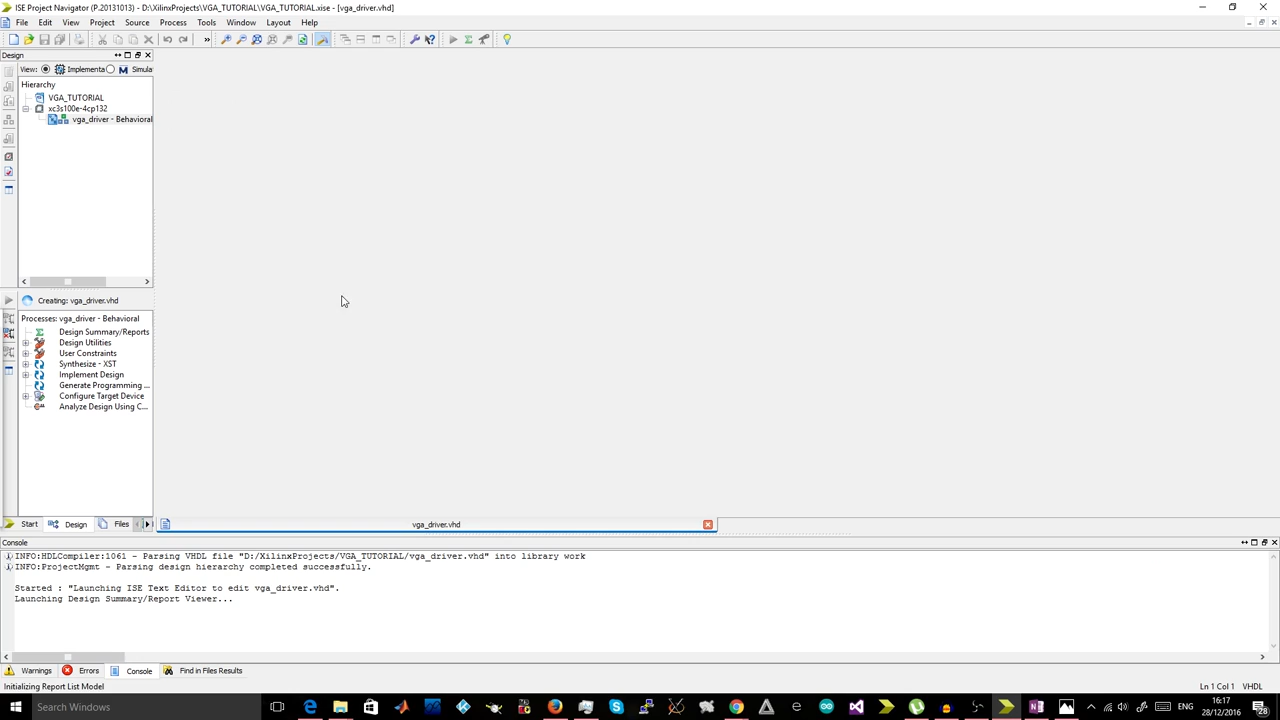 ISE Project Navigator (P.20131013) - D:\XilinxProjects\VGA_TUTORIAL\VGA_TUTORIAL.xise - [vga_driver.vhd]
File Edit View Project Source Process Tools Window Layout Help
Design
View: Implementa Simula
Hierarchy
VGA_TUTORIAL
xc3s100e-4cp132
vga_driver - Behavioral
Creating: vga_driver.vhd
Processes: vga_driver - Behavioral
Design Summary/Reports
Design Utilities
User Constraints
Synthesize - XST
Implement Design
Generate Programming ...
Configure Target Device
Analyze Design Using C...
Start Design Files
vga_driver.vhd
Console
INFO:HDLCompiler:1061 - Parsing VHDL file "D:/XilinxProjects/VGA_TUTORIAL/vga_driver.vhd" into library work
INFO:ProjectMgmt - Parsing design hierarchy completed successfully.
Started : "Launching ISE Text Editor to edit vga_driver.vhd".
Launching Design Summary/Report Viewer...
Warnings Errors Console Find in Files Results
Initializing Report List Model Ln 1 Col 1 VHDL
Search Windows ENG 16:17
28/12/2016